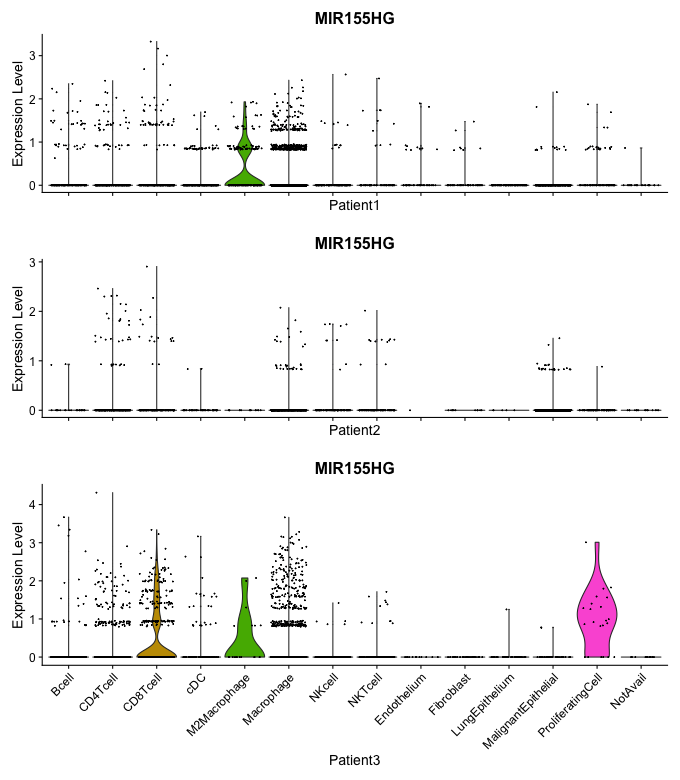 MIR155HG
Expression Level
3
2
1
0
Patient1
MIR155HG
Expression Level
3
2
1
0
Patient2
MIR155HG
Expression Level
4
3
2
1
0
Bcell
CD4Tcell
CD8Tcell
cDC
M2Macrophage
Macrophage
NKcell
NKTcell
Endothelium
Fibroblast
LungEpithelium
MalignantEpithelial
ProliferatingCell
NotAvail
Patient3